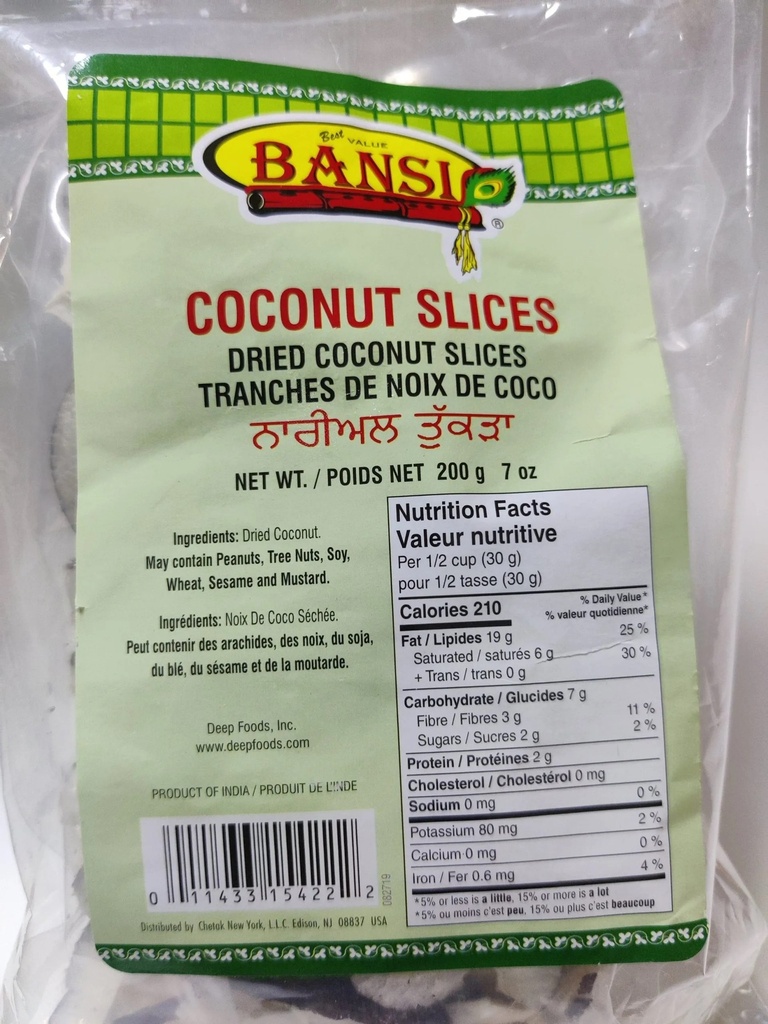 Best VALUE
BANSI
®
COCONUT SLICES
DRIED COCONUT SLICES
TRANCHES DE NOIX DE COCO
ਨਾਰੀਅਲ ਤੁੱਕੜਾ
NET WT. / POIDS NET 200 g 7 oz
Ingredients: Dried Coconut.
May contain Peanuts, Tree Nuts, Soy,
Wheat, Sesame and Mustard.
Ingrédients: Noix De Coco Séchée.
Peut contenir des arachides, des noix, du soja,
du blé, du sésame et de la moutarde.
Deep Foods, Inc.
www.deepfoods.com
PRODUCT OF INDIA / PRODUIT DE L'INDE
0 11433 15422 2
082719
Distributed by Chetak New York, L.L.C. Edison, NJ 08837 USA
Nutrition Facts
Valeur nutritive
Per 1/2 cup (30 g)
pour 1/2 tasse (30 g)
Calories 210
% Daily Value*
% valeur quotidienne*
Fat / Lipides 19 g 25 %
Saturated / saturés 6 g 30 %
+ Trans / trans 0 g
Carbohydrate / Glucides 7 g
Fibre / Fibres 3 g 11 %
Sugars / Sucres 2 g 2 %
Protein / Protéines 2 g
Cholesterol / Cholestérol 0 mg
Sodium 0 mg 0 %
Potassium 80 mg 2 %
Calcium 0 mg 0 %
Iron / Fer 0.6 mg 4 %
*5% or less is a little, 15% or more is a lot
*5% ou moins c'est peu, 15% ou plus c'est beaucoup